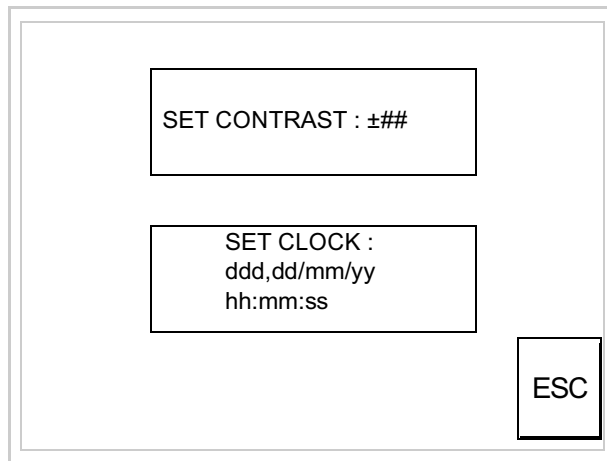 SET CONTRAST : ±##
SET CLOCK :
ddd,dd/mm/yy
hh:mm:ss
ESC